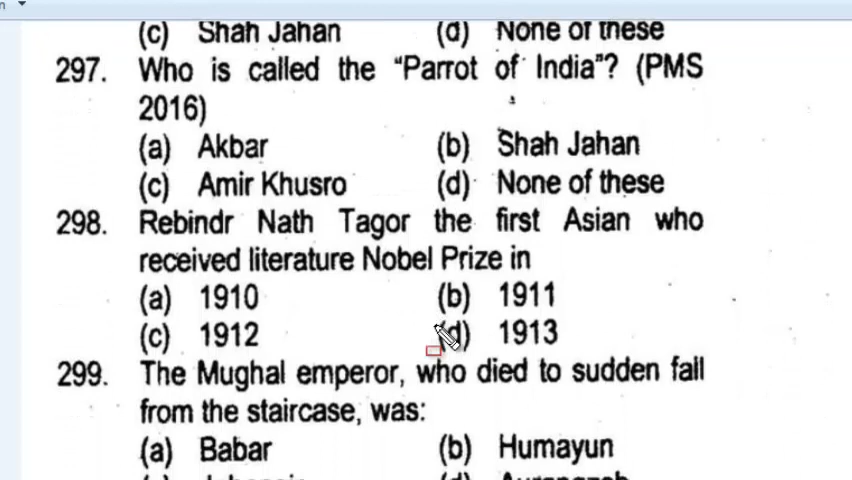 (c) Shah Jahan (d) None of these
297. Who is called the “Parrot of India”? (PMS
2016)
(a) Akbar (b) Shah Jahan
(c) Amir Khusro (d) None of these
298. Rebindr Nath Tagor the first Asian who
received literature Nobel Prize in
(a) 1910 (b) 1911
(c) 1912 (d) 1913
299. The Mughal emperor, who died to sudden fall
from the staircase, was:
(a) Babar (b) Humayun